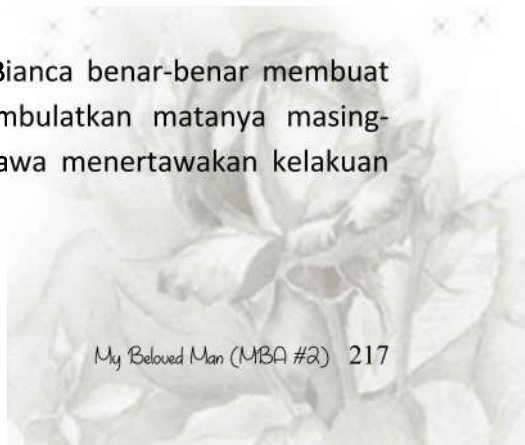 Bianca benar-benar membuat
mbulatkan matanya masing-
awa menertawakan kelakuan
My Beloved Man (MBA #2) 217